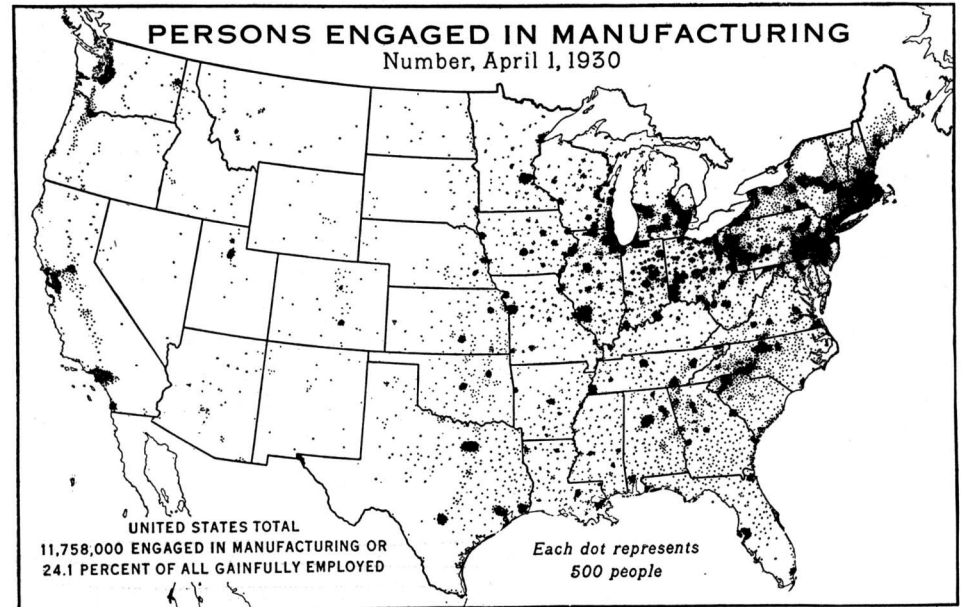 PERSONS ENGAGED IN MANUFACTURING
Number, April 1, 1930
UNITED STATES TOTAL
11,758,000 ENGAGED IN MANUFACTURING OR
24.1 PERCENT OF ALL GAINFULLY EMPLOYED
Each dot represents
500 people